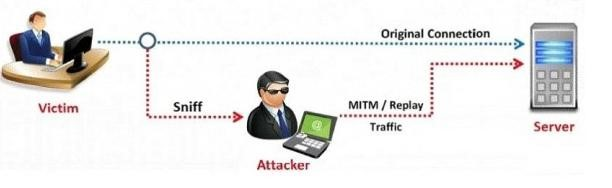 Original Connection
Victim
Sniff
MITM / Replay
Traffic
@
Server
Attacker